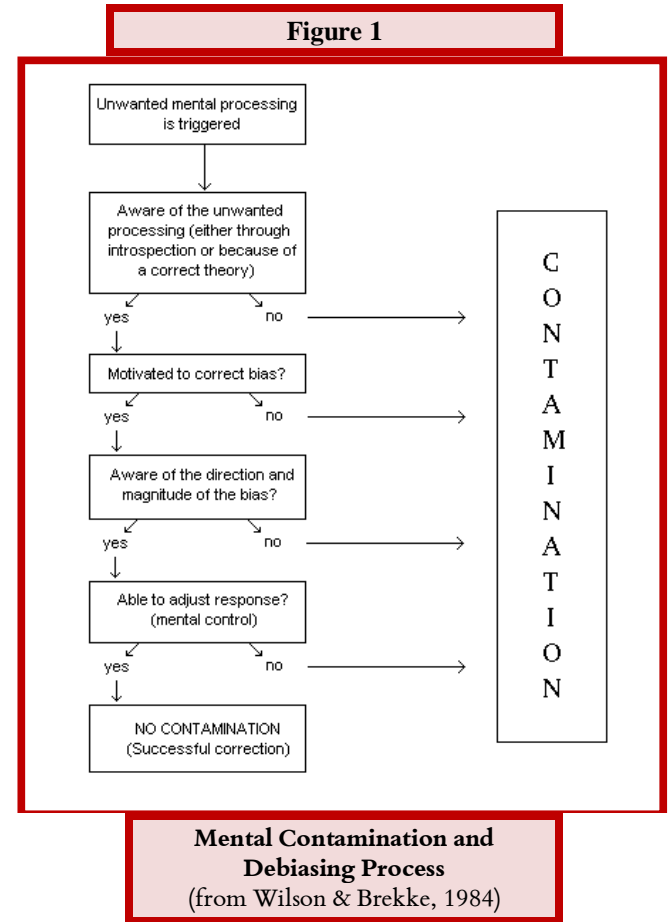 Figure 1
Unwanted mental processing
is triggered
Aware of the unwanted
processing (either through
introspection or because of
a correct theory)
yes
no
Motivated to correct bias?
yes
no
Aware of the direction and
magnitude of the bias?
yes
no
Able to adjust response?
(mental control)
yes
no
NO CONTAMINATION
(Successful correction)
C
O
N
T
A
M
I
N
A
T
I
O
N
Mental Contamination and
Debiasing Process
(from Wilson & Brekke, 1984)